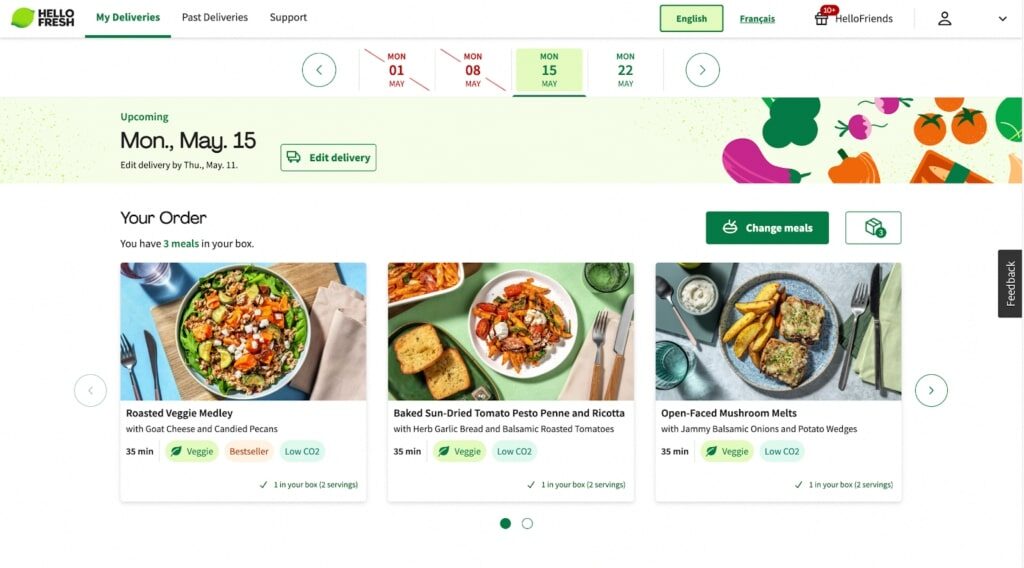 HELLO
FRESH
My Deliveries
Past Deliveries
Support
English
Français
10+
HelloFriends
MON
01
MAY
MON
08
MAY
MON
15
MAY
MON
22
MAY
Upcoming
Mon., May. 15
Edit delivery by Thu., May. 11.
Edit delivery
Your Order
You have 3 meals in your box.
Change meals
3
Feedback
Roasted Veggie Medley
with Goat Cheese and Candied Pecans
35 min Veggie Bestseller Low CO2
1 in your box (2 servings)
Baked Sun-Dried Tomato Pesto Penne and Ricotta
with Herb Garlic Bread and Balsamic Roasted Tomatoes
35 min Veggie Low CO2
1 in your box (2 servings)
Open-Faced Mushroom Melts
with Jammy Balsamic Onions and Potato Wedges
35 min Veggie Low CO2
1 in your box (2 servings)